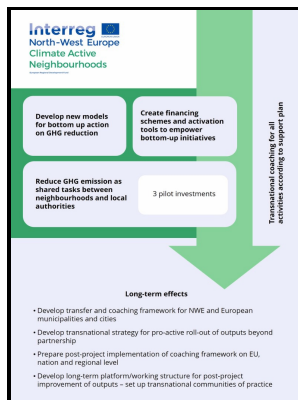 Interreg
North-West Europe
Climate Active
Neighbourhoods
Develop new models
for bottom up action
on GHG reduction
Create financing
schemes and activation
tools to empower
bottom-up initiatives
Reduce GHG emission as
shared tasks between
neighbourhoods and local
authorities
3 pilot investments
Transnational coaching for all
activities according to support plan
Long-term effects
• Develop transfer and coaching framework for NWE and European
municipalities and cities
• Develop transnational strategy for pro-active roll-out of outputs beyond
partnership
• Prepare post-project implementation of coaching framework on EU,
nation and regional level
• Develop long-term platform/working structure for post-project
improvement of outputs – set up transnational communities of practice